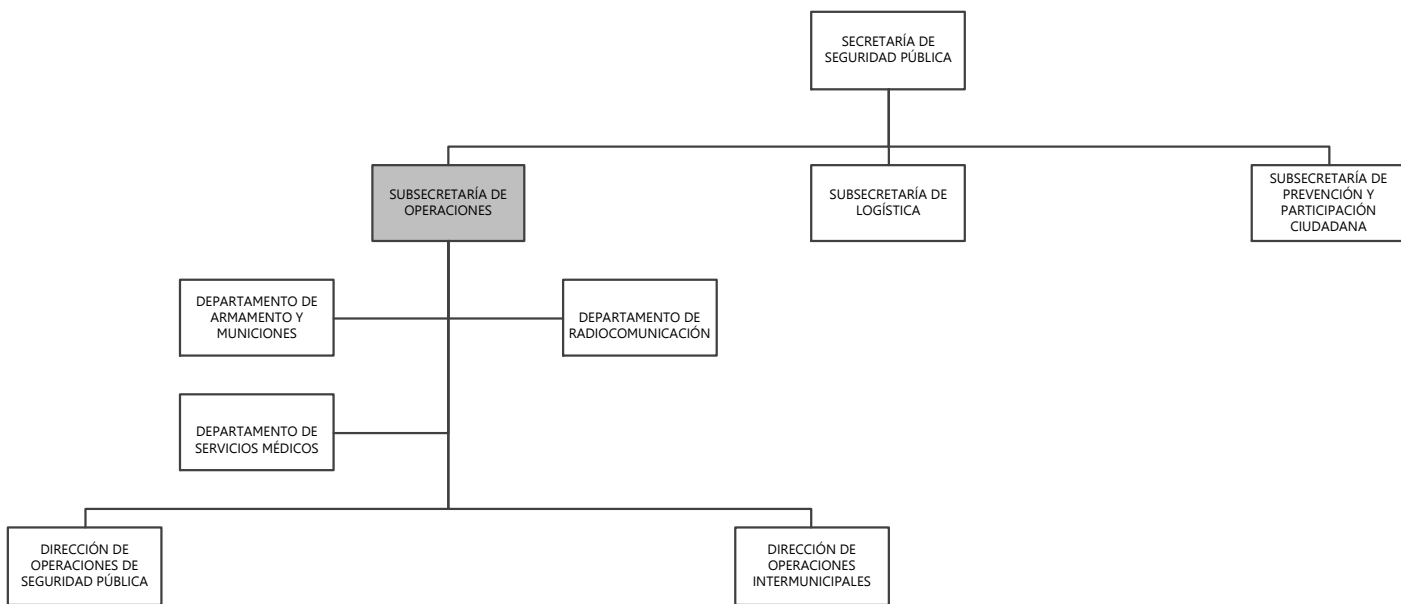 SECRETARÍA DE
SEGURIDAD PÚBLICA
SUBSECRETARÍA DE
OPERACIONES
SUBSECRETARÍA DE
LOGÍSTICA
SUBSECRETARÍA DE
PREVENCIÓN Y
PARTICIPACIÓN
CIUDADANA
DEPARTAMENTO DE
ARMAMENTO Y
MUNICIONES
DEPARTAMENTO DE
RADIOCOMUNICACIÓN
DEPARTAMENTO DE
SERVICIOS MÉDICOS
DIRECCIÓN DE
OPERACIONES DE
SEGURIDAD PÚBLICA
DIRECCIÓN DE
OPERACIONES
INTERMUNICIPALES